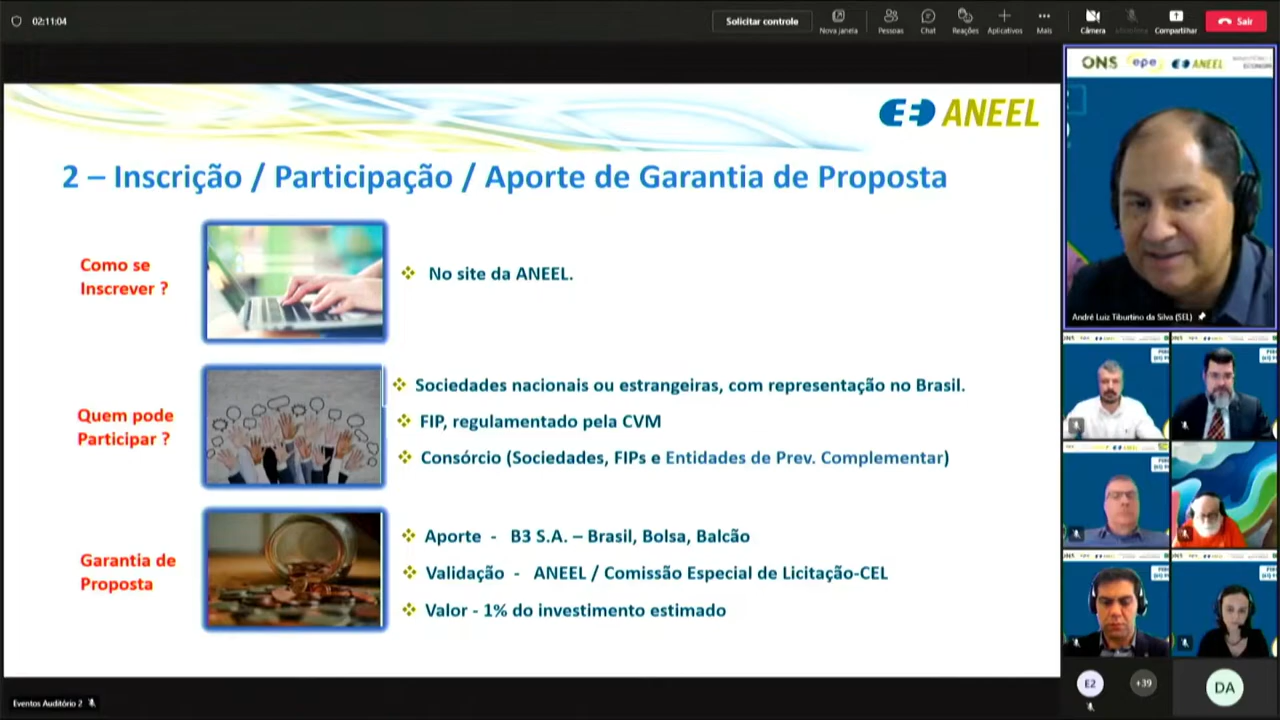 02:11:04
Solicitar controle
Nova janela
Pessoas
Chat
Reações
Aplicativos
Mais
Câmera
Compartilhar
Sair
ONS epe ANEEL
ANEEL
2 – Inscrição / Participação / Aporte de Garantia de Proposta
Como se
Inscrever ?
No site da ANEEL.
Quem pode
Participar ?
Sociedades nacionais ou estrangeiras, com representação no Brasil.
FIP, regulamentado pela CVM
Consórcio (Sociedades, FIPs e Entidades de Prev. Complementar)
Garantia de
Proposta
Aporte - B3 S.A. – Brasil, Bolsa, Balcão
Validação - ANEEL / Comissão Especial de Licitação-CEL
Valor - 1% do investimento estimado
André Luiz Tiburtino da Silva (SEL)
E2
+39
DA
Eventos Auditório 2